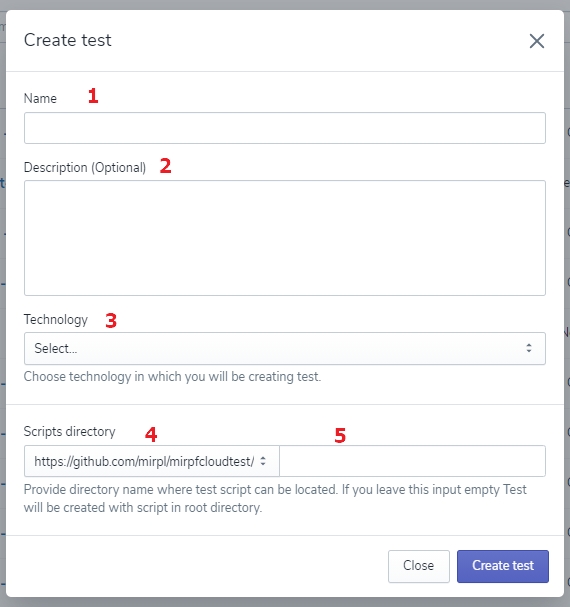 Create test
Name 1
Description (Optional) 2
Technology 3
Select...
Choose technology in which you will be creating test.
Scripts directory 4 5
https://github.com/mirpl/mirpfcloudtest/
Provide directory name where test script can be located. If you leave this input empty Test
will be created with script in root directory.
Close Create test